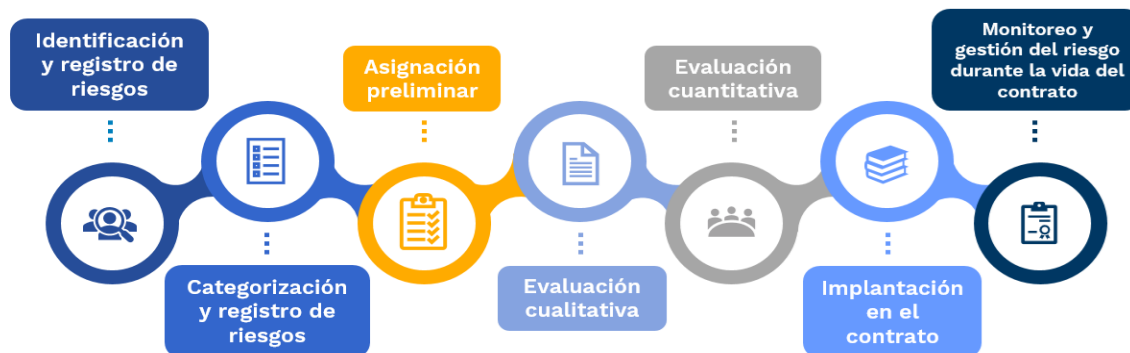 Identificación
y registro de
riesgos
Categorización
y registro de
riesgos
Asignación
preliminar
Evaluación
cualitativa
Evaluación
cuantitativa
Implantación
en el
contrato
Monitoreo y
gestión del riesgo
durante la vida del
contrato